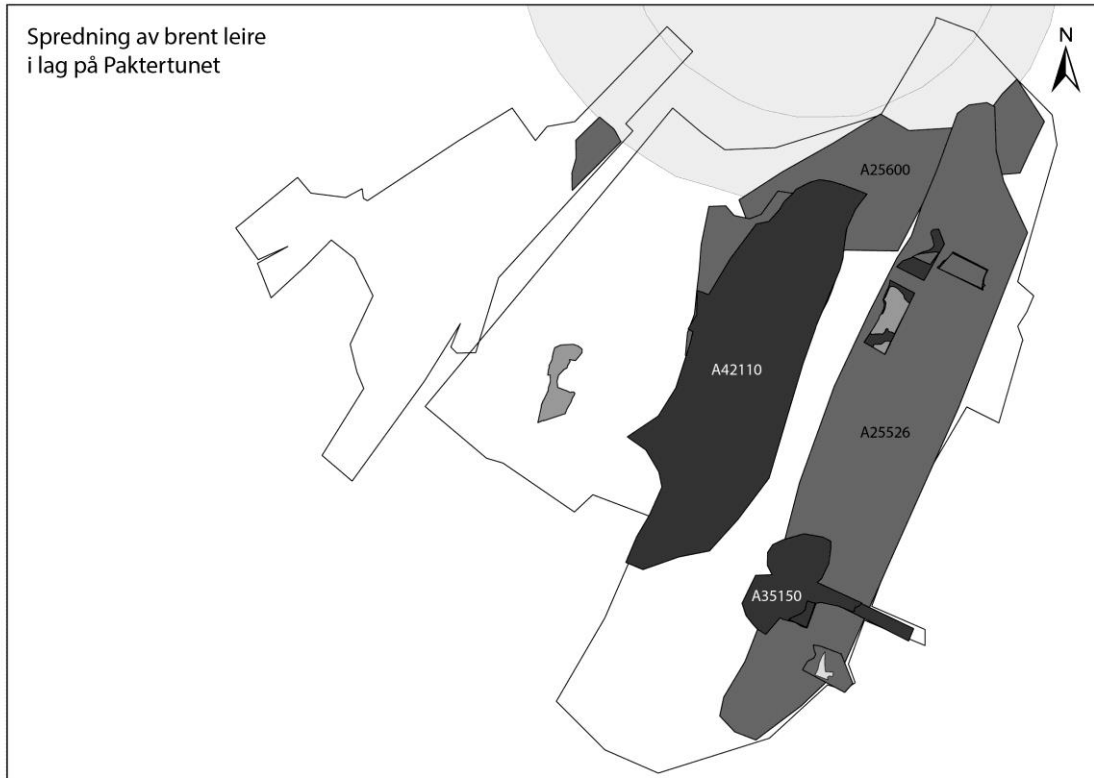 Spredning av brent leire
i lag på Paktertunet
N
A25600
A42110
A25526
A35150